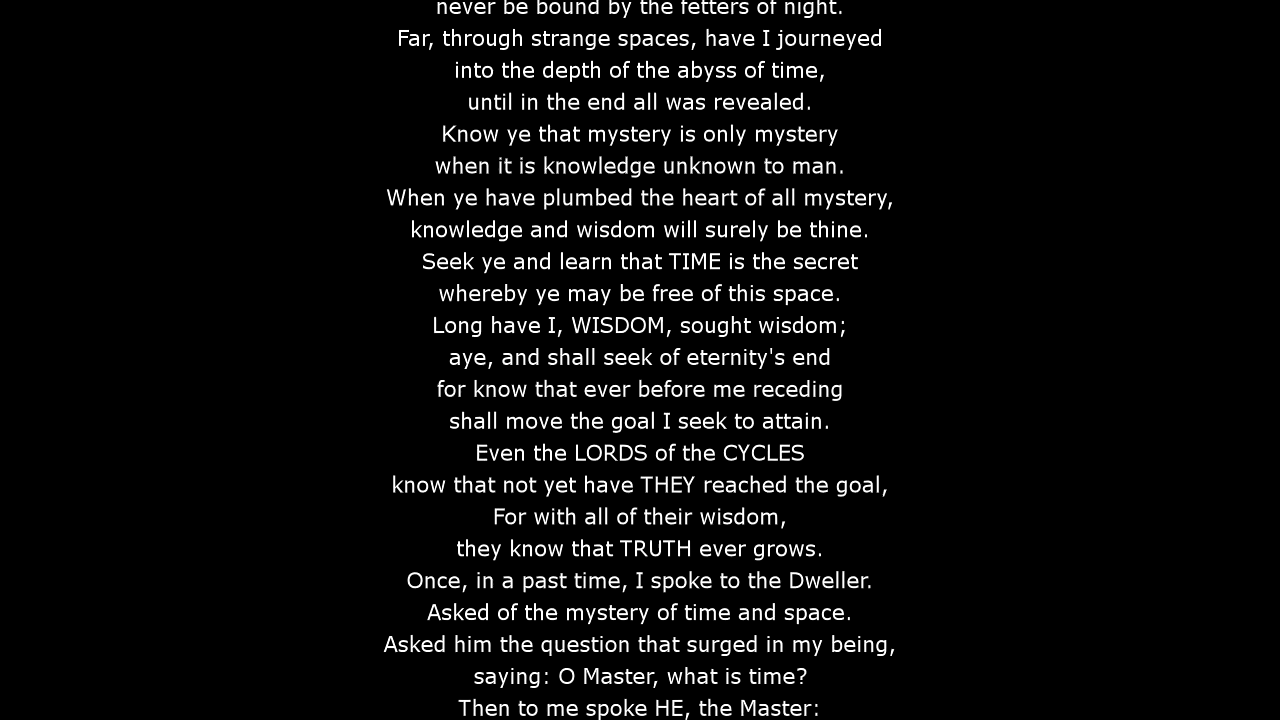 never be bound by the fetters of night.
Far, through strange spaces, have I journeyed
into the depth of the abyss of time,
until in the end all was revealed.
Know ye that mystery is only mystery
when it is knowledge unknown to man.
When ye have plumbed the heart of all mystery,
knowledge and wisdom will surely be thine.
Seek ye and learn that TIME is the secret
whereby ye may be free of this space.
Long have I, WISDOM, sought wisdom;
aye, and shall seek of eternity's end
for know that ever before me receding
shall move the goal I seek to attain.
Even the LORDS of the CYCLES
know that not yet have THEY reached the goal,
For with all of their wisdom,
they know that TRUTH ever grows.
Once, in a past time, I spoke to the Dweller.
Asked of the mystery of time and space.
Asked him the question that surged in my being,
saying: O Master, what is time?
Then to me spoke HE, the Master: